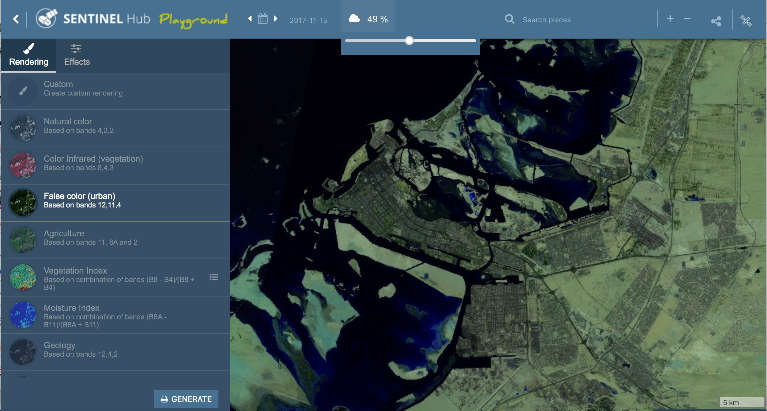 SENTINEL Hub Playground
2017-11-15
49 %
Search places
Rendering
Effects
Custom
Create custom rendering
Natural color
Based on bands 4,3,2
Color Infrared (vegetation)
Based on bands 8,4,3
False color (urban)
Based on bands 12,11,4
Agriculture
Based on bands 11, 8A and 2
Vegetation Index
Based on combination of bands (B8 - B4)/(B8 +
B4)
Moisture Index
Based on combination of bands (B8A -
B11)/(B8A + B11)
Geology
Based on bands 12,4,2
GENERATE
5 km